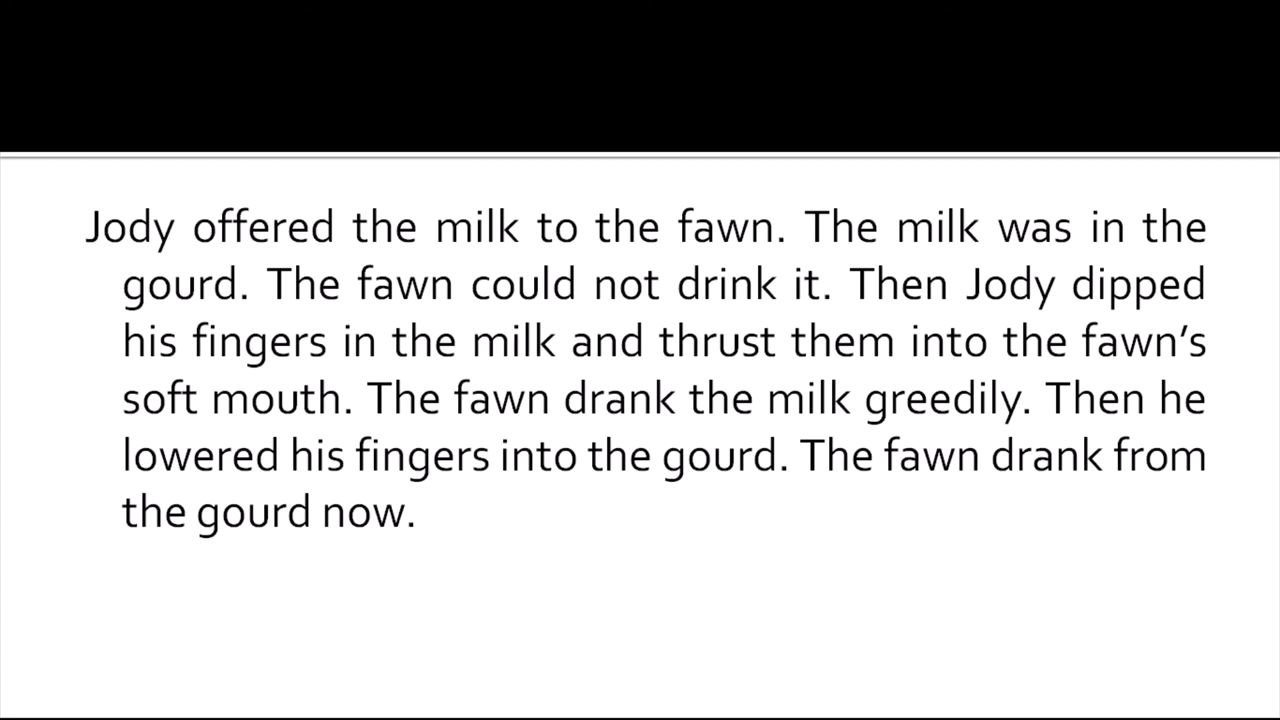 Jody offered the milk to the fawn. The milk was in the
gourd. The fawn could not drink it. Then Jody dipped
his fingers in the milk and thrust them into the fawn’s
soft mouth. The fawn drank the milk greedily. Then he
lowered his fingers into the gourd. The fawn drank from
the gourd now.